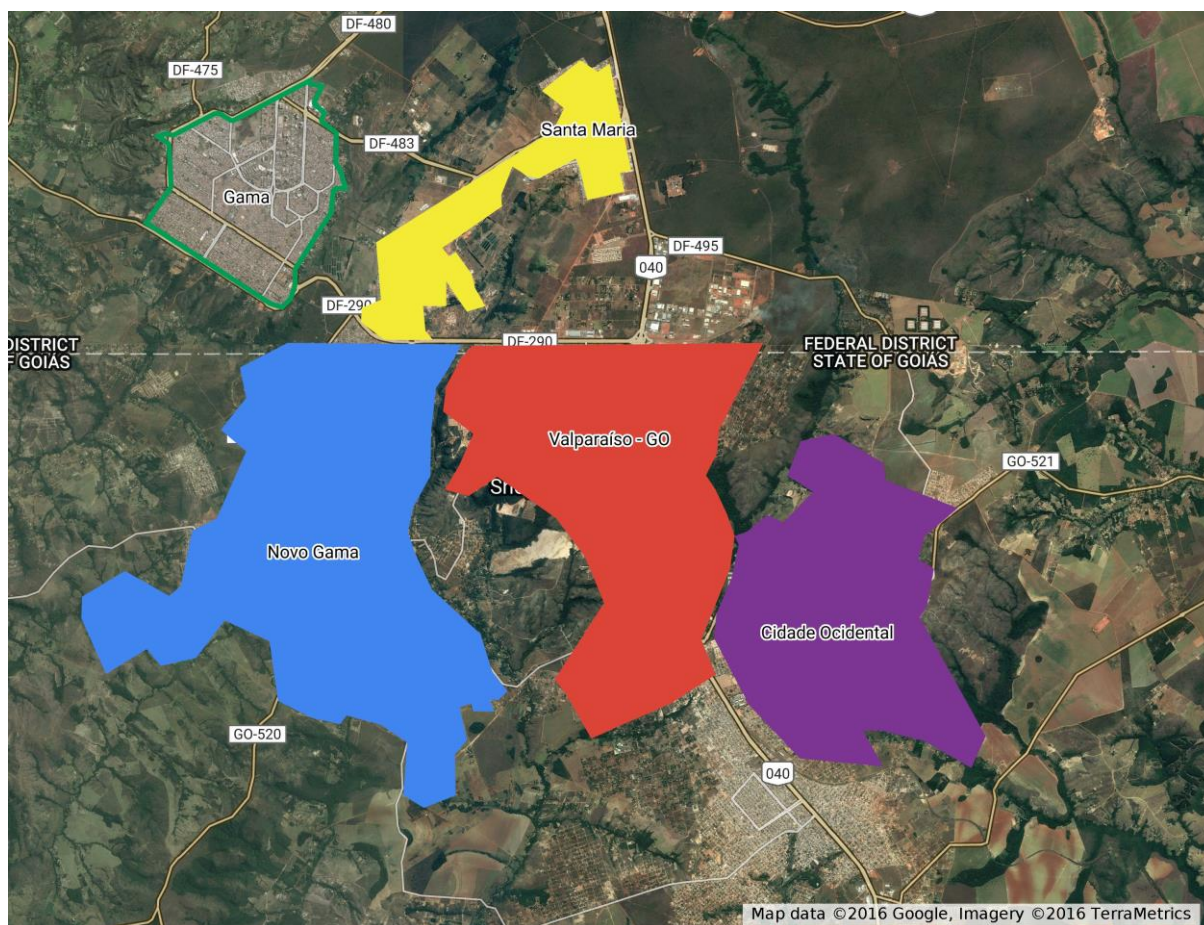 DF-480
DF-475
Santa Maria
DF-483
Gama
DF-495
040
DF-290
DF-290
DISTRICT
OF GOIÁS
FEDERAL DISTRICT
STATE OF GOIÁS
Valparaíso - GO
GO-521
Novo Gama
Cidade Ocidental
GO-520
040
Map data ©2016 Google, Imagery ©2016 TerraMetrics